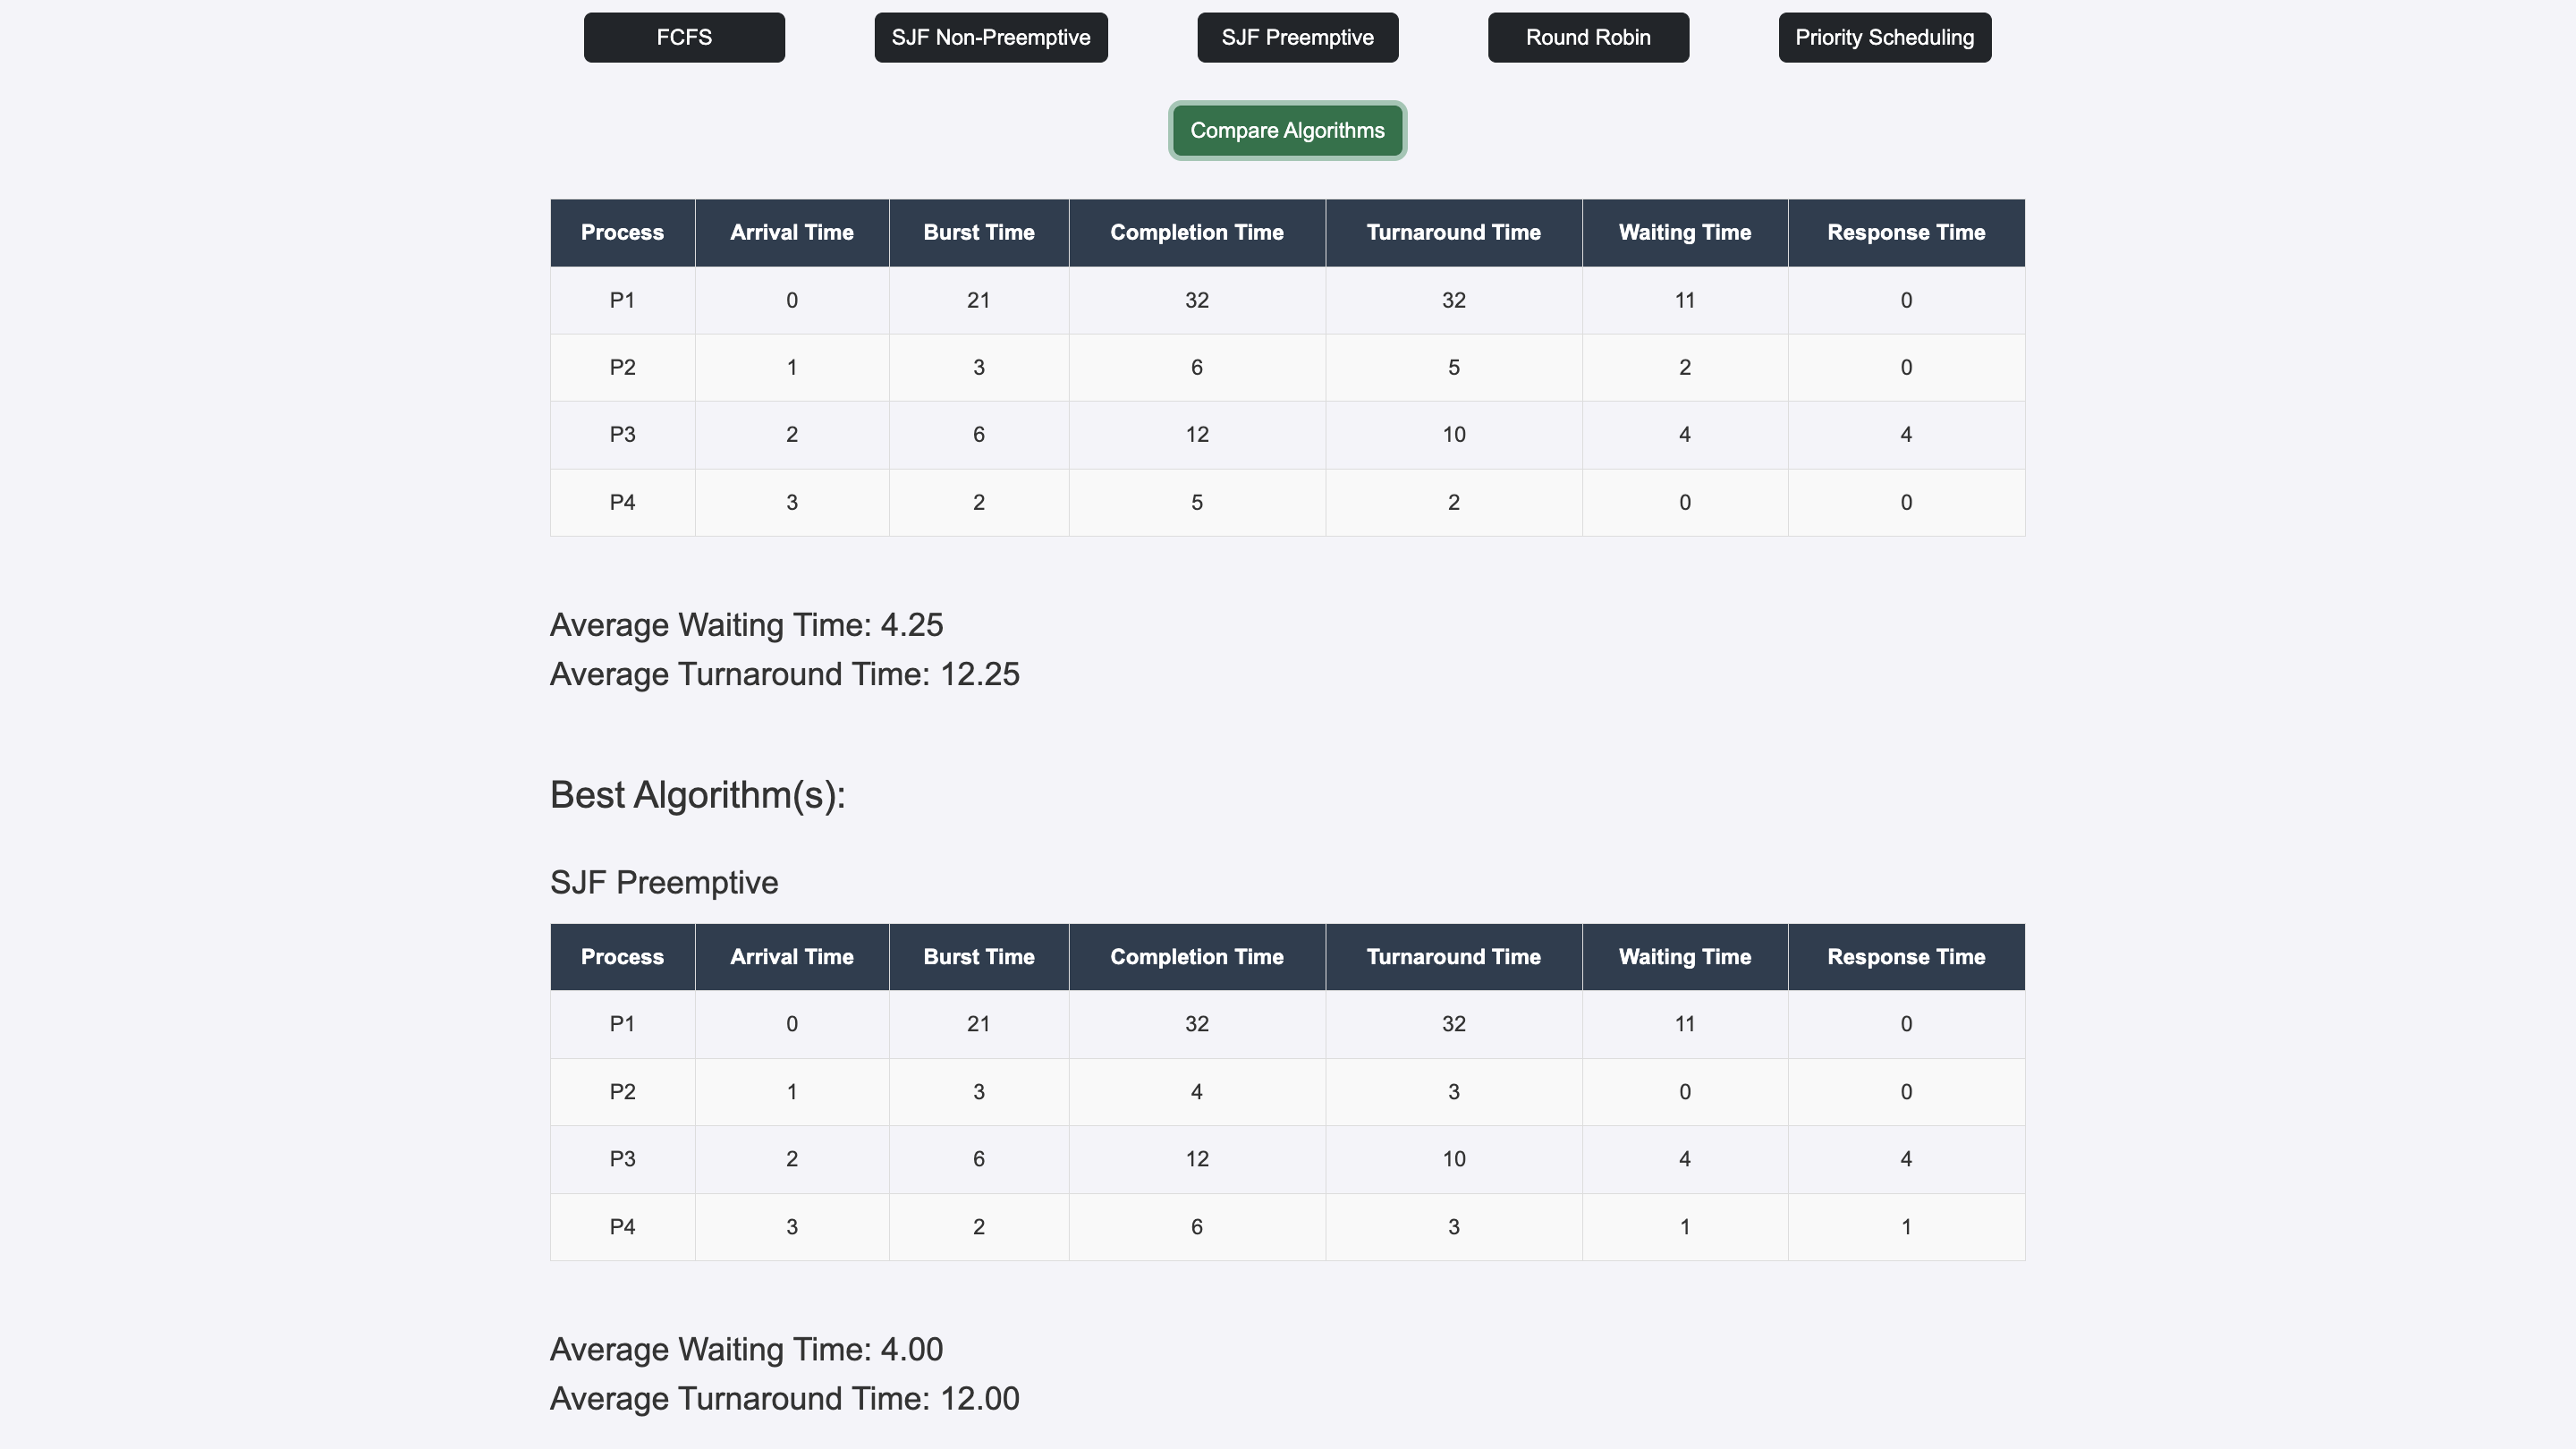 FCFS SJF Non-Preemptive SJF Preemptive Round Robin Priority Scheduling
Compare Algorithms
Process Arrival Time Burst Time Completion Time Turnaround Time Waiting Time Response Time
P1 0 21 32 32 11 0
P2 1 3 6 5 2 0
P3 2 6 12 10 4 4
P4 3 2 5 2 0 0
Average Waiting Time: 4.25
Average Turnaround Time: 12.25
Best Algorithm(s):
SJF Preemptive
Process Arrival Time Burst Time Completion Time Turnaround Time Waiting Time Response Time
P1 0 21 32 32 11 0
P2 1 3 4 3 0 0
P3 2 6 12 10 4 4
P4 3 2 6 3 1 1
Average Waiting Time: 4.00
Average Turnaround Time: 12.00